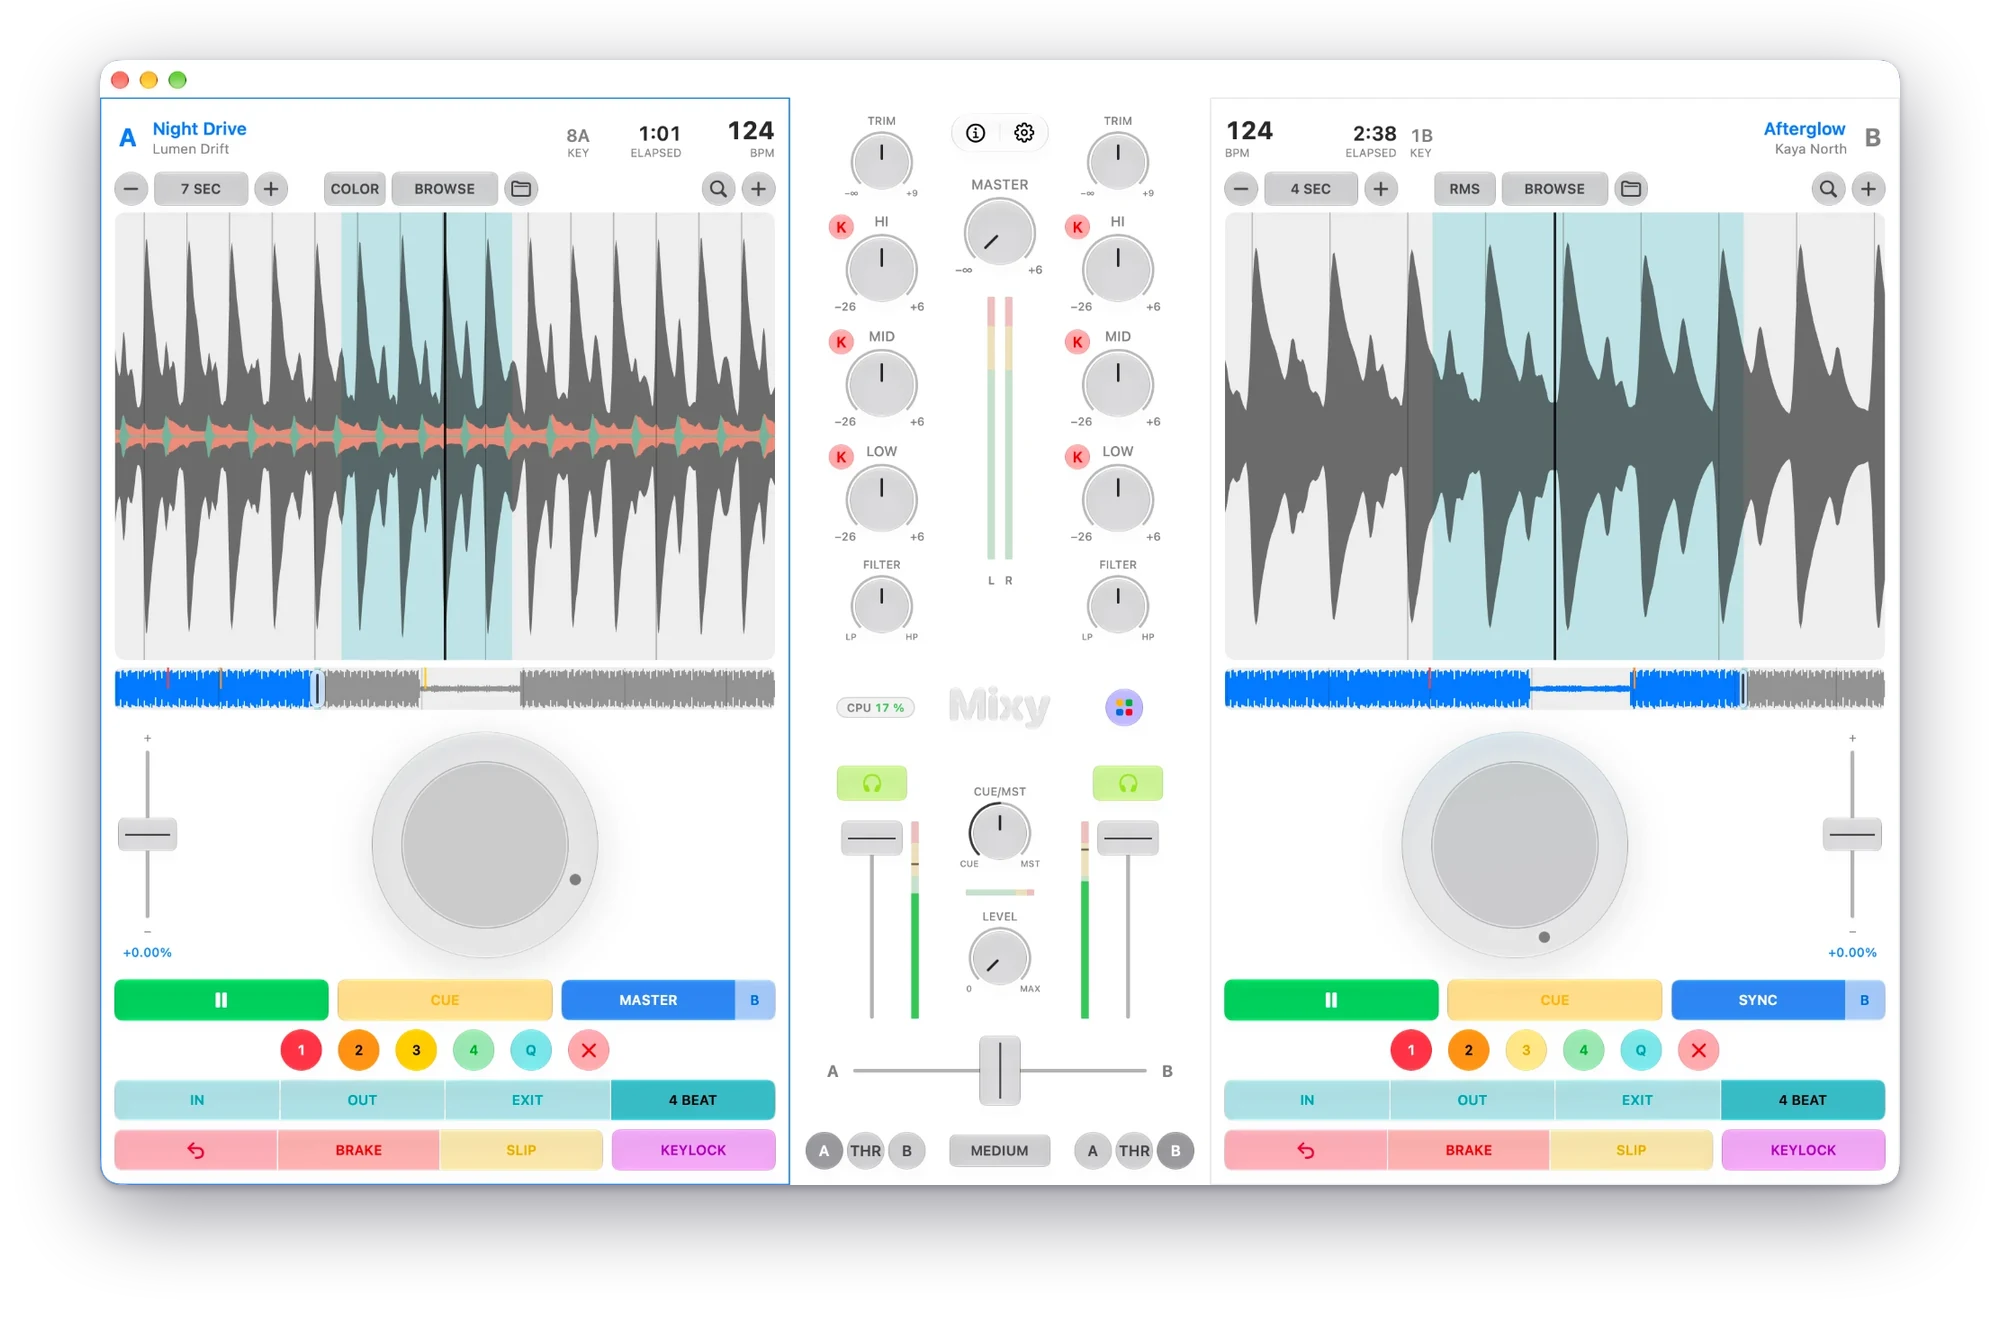 A
Night Drive
Lumen Drift
8A
KEY
1:01
ELAPSED
124
BPM
7 SEC
COLOR
BROWSE
+0.00%
CUE
MASTER
B
1
2
3
4
Q
IN
OUT
EXIT
4 BEAT
BRAKE
SLIP
KEYLOCK
TRIM
-∞
+9
K
HI
-26
+6
K
MID
-26
+6
K
LOW
-26
+6
FILTER
LP
HP
MASTER
-∞
+6
L R
TRIM
-∞
+9
K
HI
-26
+6
K
MID
-26
+6
K
LOW
-26
+6
FILTER
LP
HP
CPU 17 %
Mixy
CUE/MST
CUE
MST
LEVEL
0
MAX
A
B
A
THR
B
MEDIUM
A
THR
B
124
BPM
2:38
ELAPSED
1B
KEY
Afterglow
Kaya North
B
4 SEC
RMS
BROWSE
+0.00%
CUE
SYNC
B
1
2
3
4
Q
IN
OUT
EXIT
4 BEAT
BRAKE
SLIP
KEYLOCK